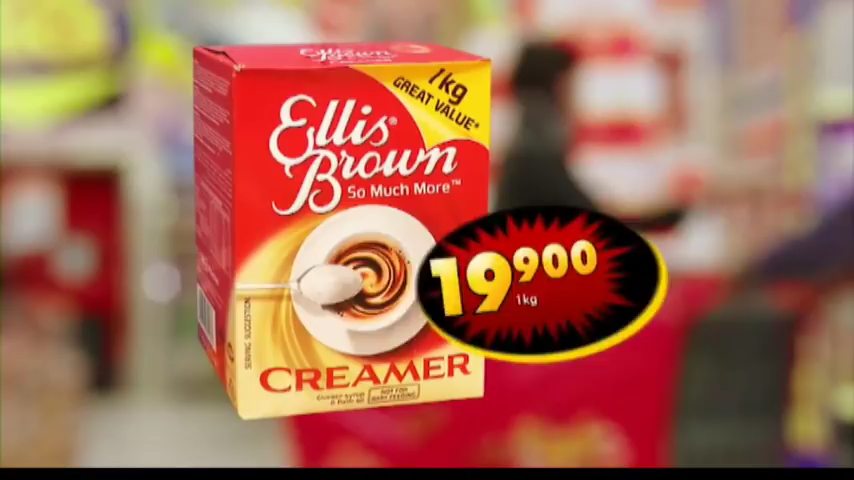 Ellis Brown
CREAMER
1kg
GREAT VALUE*
Ellis®
Brown
So Much More™
19900
1kg
SERVING SUGGESTION
CREAMER
NOT FOR
BABY FEEDING